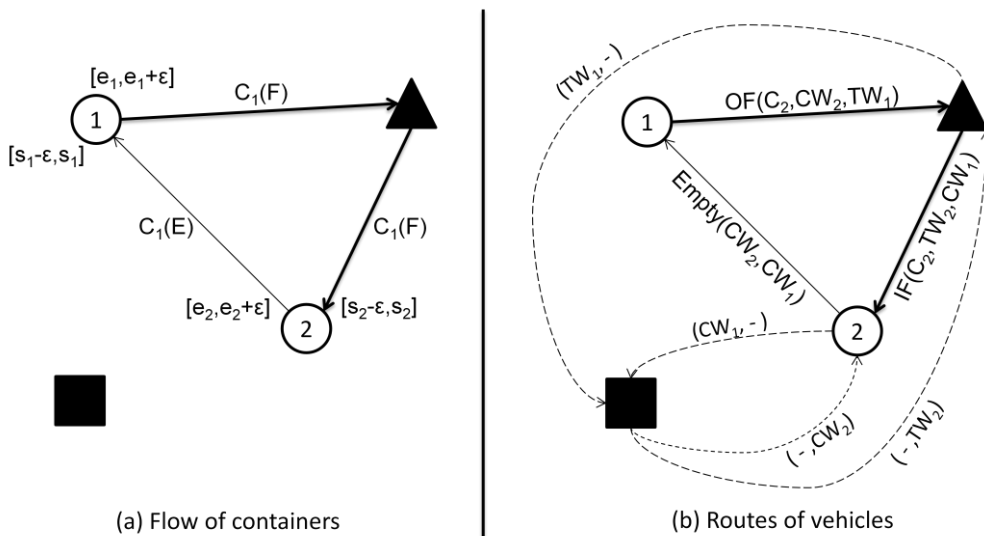 [e₁,e₁+ε]
C₁(F)
1
[s₁-ε,s₁]
C₁(E)
C₁(F)
[e₂,e₂+ε]
[s₂-ε,s₂]
2
(a) Flow of containers
(TW₁,-)
OF(C₂,CW₂,TW₁)
1
Empty(CW₂,CW₁)
IF(C₂,TW₂,CW₁)
2
(CW₁,-)
(-,CW₂)
(-,TW₂)
(b) Routes of vehicles